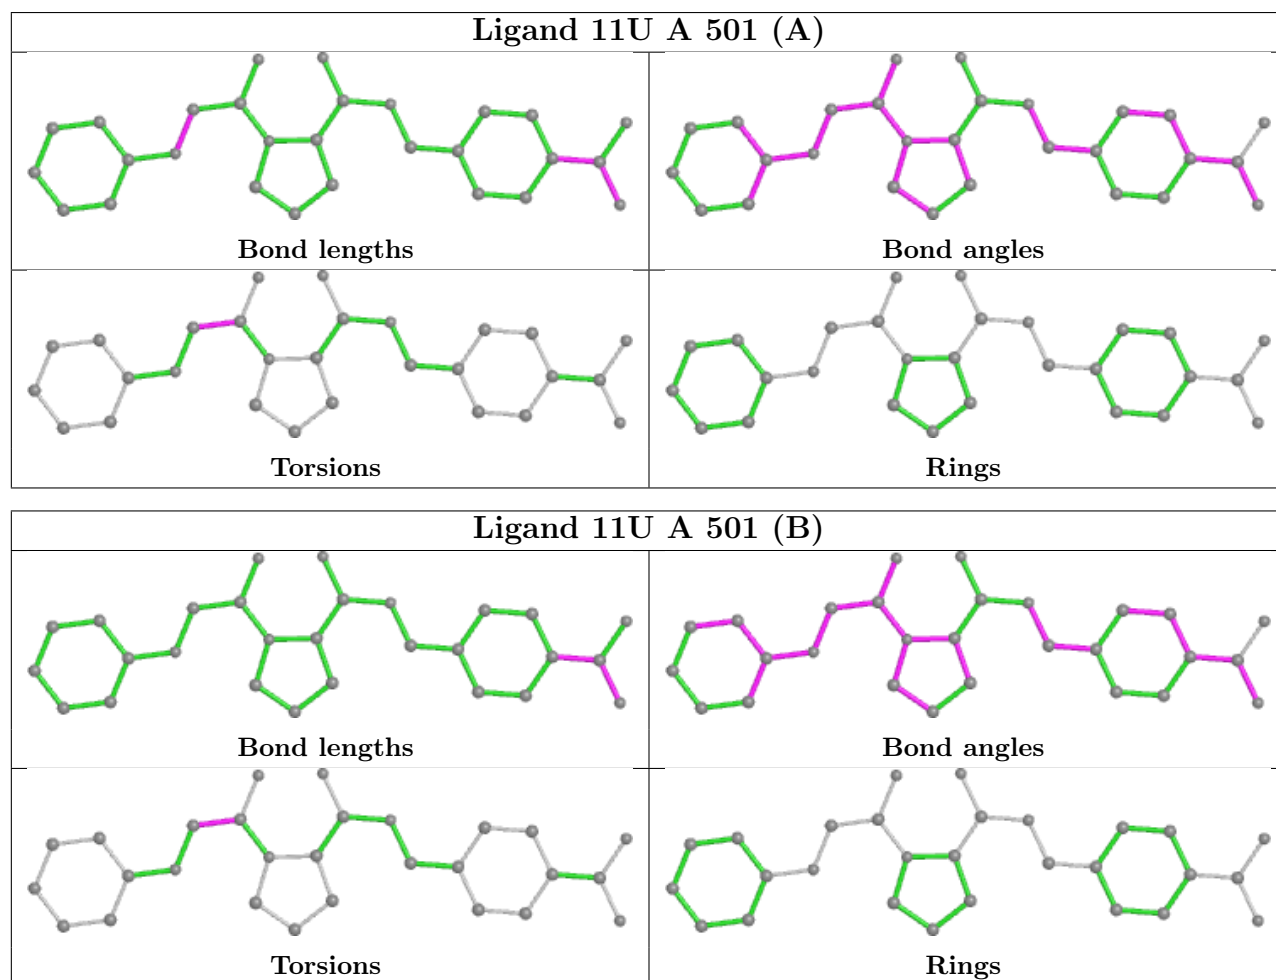 Ligand 11U A 501 (A)
Bond lengths
Bond angles
Torsions
Rings
Ligand 11U A 501 (B)
Bond lengths
Bond angles
Torsions
Rings